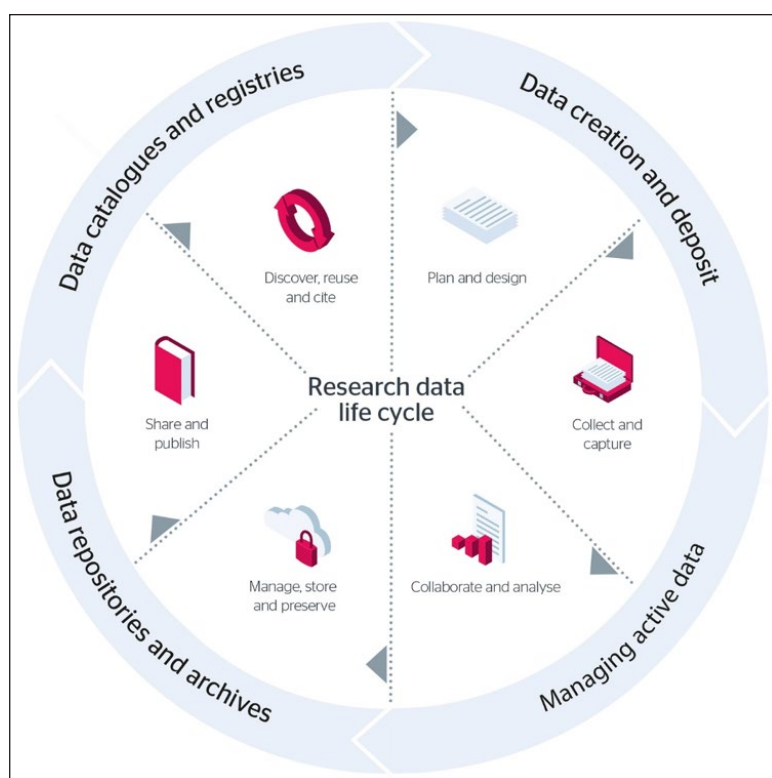 Data catalogues and registries
Data creation and deposit
Discover, reuse
and cite
Plan and design
Research data
life cycle
Share and
publish
Collect and
capture
Manage, store
and preserve
Collaborate and analyse
Data repositories and archives
Managing active data